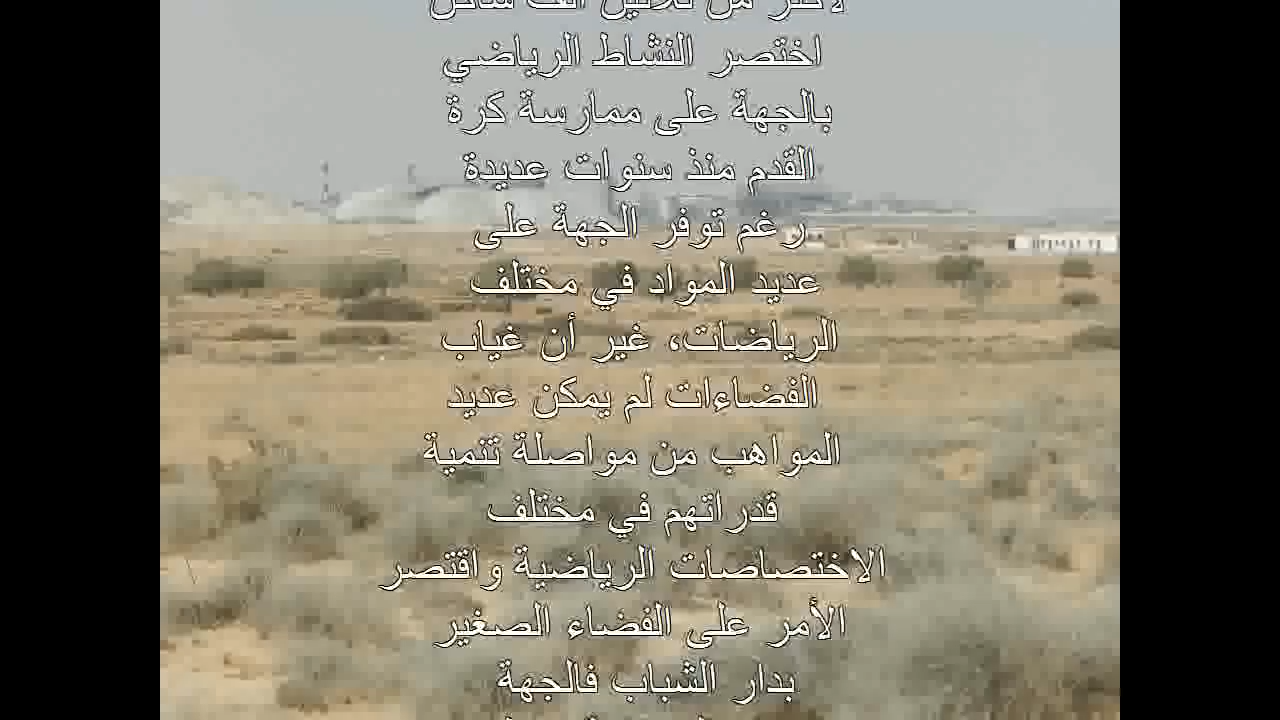 اختصر النشاط الرياضي
بالجهة على ممارسة كرة
القدم منذ سنوات عديدة
رغم توفر الجهة على
عديد المواد في مختلف
الرياضات، غير أن غياب
الفضاءات لم يمكن عديد
المواهب من مواصلة تنمية
قدراتهم في مختلف
الاختصاصات الرياضية واقتصر
الأمر على الفضاء الصغير
بدار الشباب فالجهة